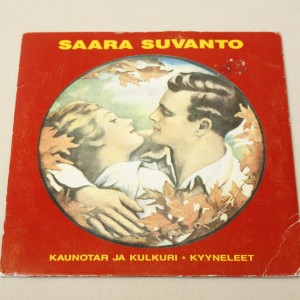 SAARA SUVANTO
KAUNOTAR JA KULKURI • KYYNELEET